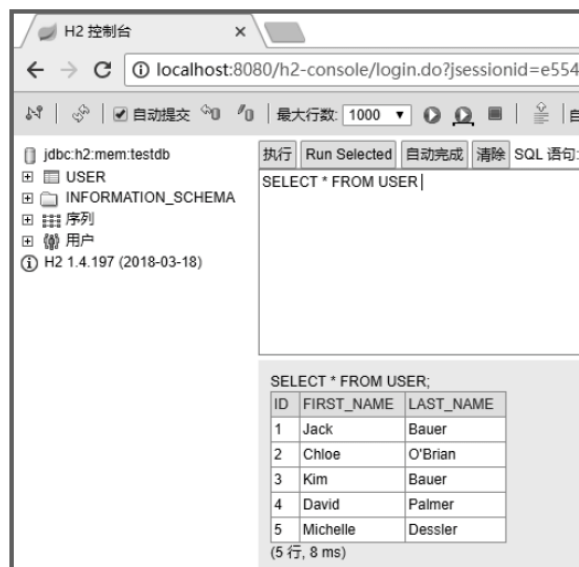 H2 控制台
localhost:8080/h2-console/login.do?jsessionid=e554
自动提交 最大行数: 1000 自
jdbc:h2:mem:testdb
USER
INFORMATION_SCHEMA
序列
用户
H2 1.4.197 (2018-03-18)
执行 Run Selected 自动完成 清除 SQL 语句:
SELECT * FROM USER
SELECT * FROM USER;
ID FIRST_NAME LAST_NAME
1 Jack Bauer
2 Chloe O'Brian
3 Kim Bauer
4 David Palmer
5 Michelle Dessler
(5 行, 8 ms)